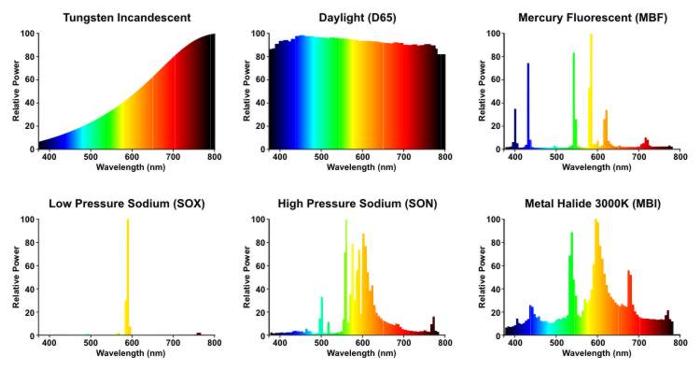 Tungsten Incandescent
Relative Power
100
80
60
40
20
0
400 500 600 700 800
Wavelength (nm)
Daylight (D65)
Relative Power
100
80
60
40
20
0
400 500 600 700 800
Wavelength (nm)
Mercury Fluorescent (MBF)
Relative Power
100
80
60
40
20
0
400 500 600 700 800
Wavelength (nm)
Low Pressure Sodium (SOX)
Relative Power
100
80
60
40
20
0
400 500 600 700 800
Wavelength (nm)
High Pressure Sodium (SON)
Relative Power
100
80
60
40
20
0
400 500 600 700 800
Wavelength (nm)
Metal Halide 3000K (MBI)
Relative Power
100
80
60
40
20
0
400 500 600 700 800
Wavelength (nm)